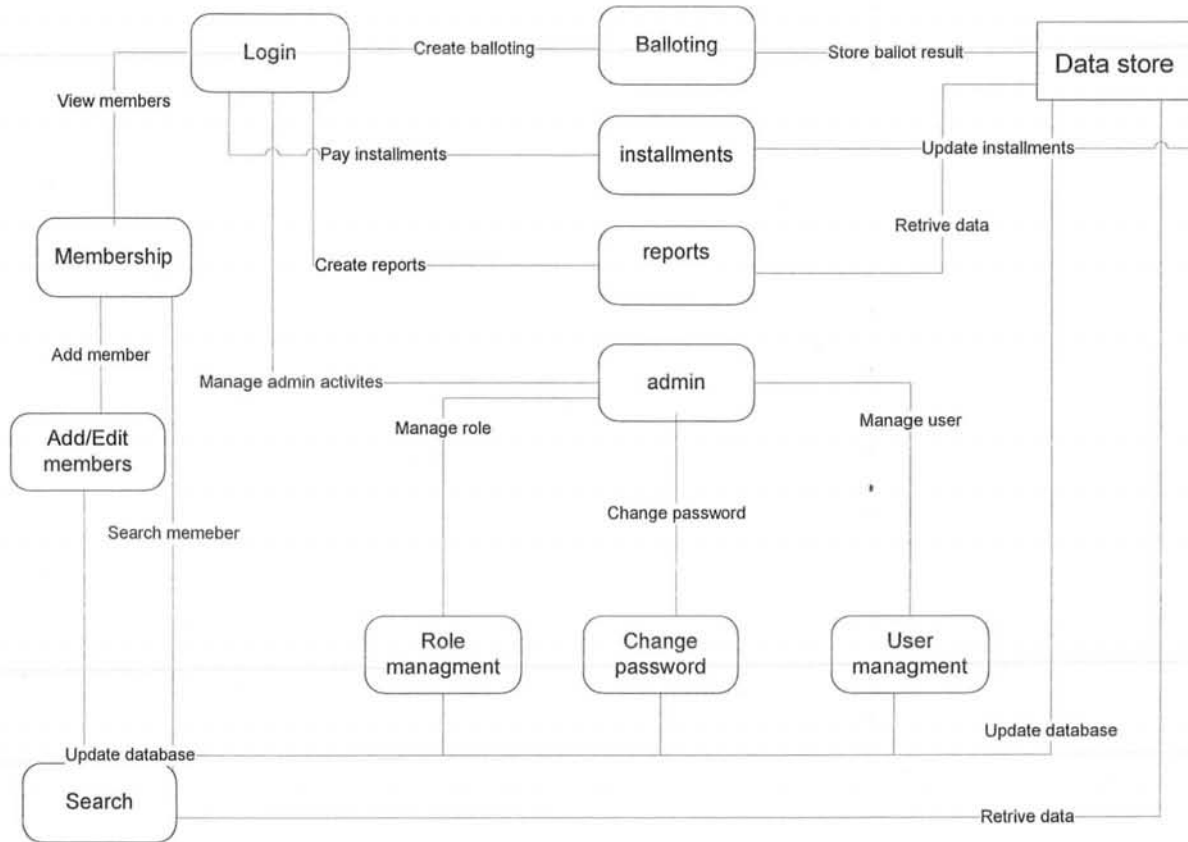 Login
Create balloting
Balloting
Store ballot result
Data store
View members
Pay installments
installments
Update installments
Membership
Create reports
reports
Retrive data
Add member
Manage admin activites
admin
Manage role
Manage user
Add/Edit
members
Search memeber
Change password
Role
managment
Change
password
User
managment
Update database
Update database
Search
Retrive data